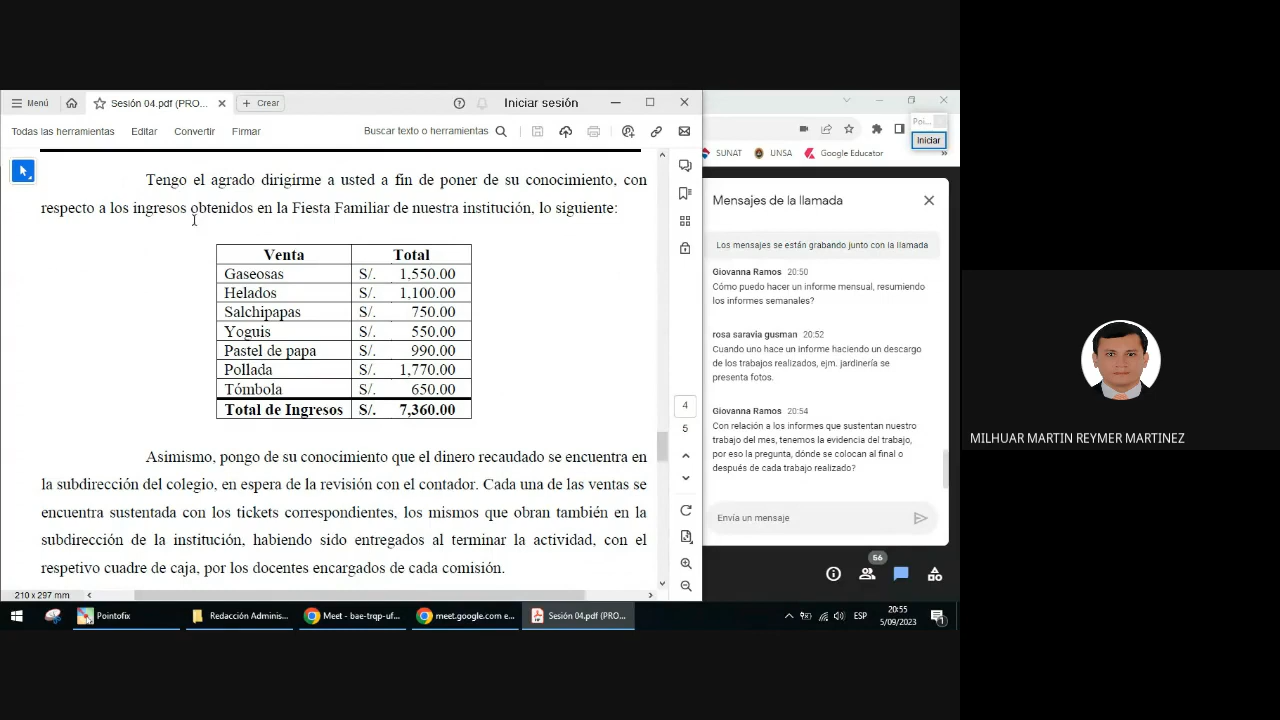 Menú
Sesión 04.pdf (PRO...
Crear
Iniciar sesión
Todas las herramientas
Editar
Convertir
Firmar
Buscar texto o herramientas
Tengo el agrado dirigirme a usted a fin de poner de su conocimiento, con
respecto a los ingresos obtenidos en la Fiesta Familiar de nuestra institución, lo siguiente:
Venta Total
Gaseosas S/. 1,550.00
Helados S/. 1,100.00
Salchipapas S/. 750.00
Yoguis S/. 550.00
Pastel de papa S/. 990.00
Pollada S/. 1,770.00
Tómbola S/. 650.00
Total de Ingresos S/. 7,360.00
Asimismo, pongo de su conocimiento que el dinero recaudado se encuentra en
la subdirección del colegio, en espera de la revisión con el contador. Cada una de las ventas se
encuentra sustentada con los tickets correspondientes, los mismos que obran también en la
subdirección de la institución, habiendo sido entregados al terminar la actividad, con el
respetivo cuadre de caja, por los docentes encargados de cada comisión.
4
5
210 x 297 mm
Poi...
Iniciar
SUNAT
UNSA
Google Educator
Mensajes de la llamada
Los mensajes se están grabando junto con la llamada
Giovanna Ramos 20:50
Cómo puedo hacer un informe mensual, resumiendo
los informes semanales?
rosa saravia gusman 20:52
Cuando uno hace un informe haciendo un descargo
de los trabajos realizados, ejm. jardinería se
presenta fotos.
Giovanna Ramos 20:54
Con relación a los informes que sustentan nuestro
trabajo del mes, tenemos la evidencia del trabajo,
por eso la pregunta, dónde se colocan al final o
después de cada trabajo realizado?
Envía un mensaje
56
MILHUAR MARTIN REYMER MARTINEZ
Pointofix
Redacción Adminis...
Meet - bae-trqp-uf...
meet.google.com e...
Sesión 04.pdf (PRO...
ESP
20:55
5/09/2023
1